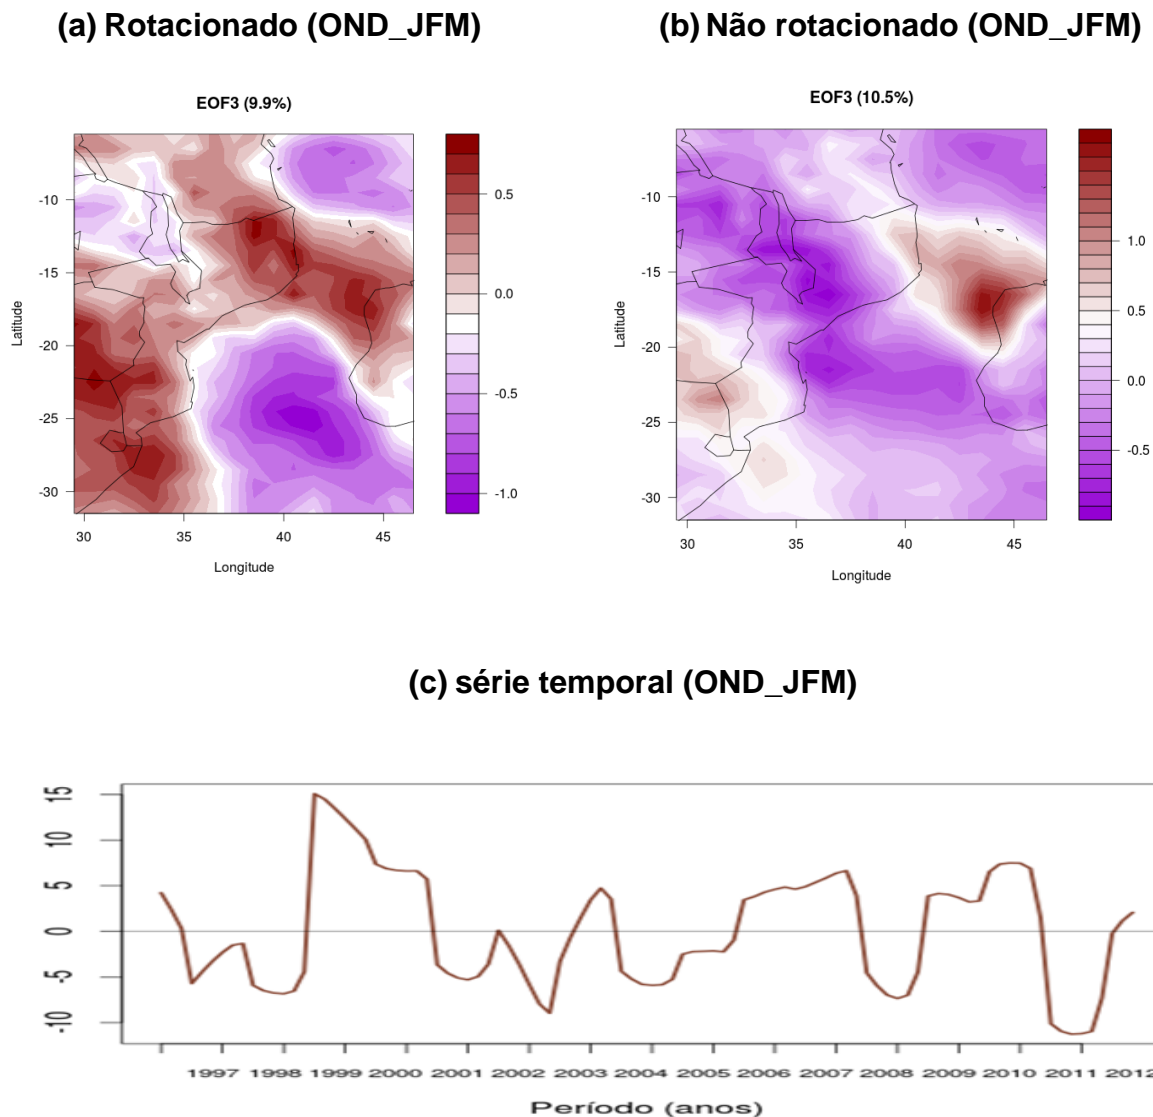 (a) Rotacionado (OND_JFM)
(b) Não rotacionado (OND_JFM)
EOF3 (9.9%)
EOF3 (10.5%)
Latitude
-10
-15
-20
-25
-30
30
35
40
45
Longitude
0.5
0.0
-0.5
-1.0
Latitude
-10
-15
-20
-25
-30
30
35
40
45
Longitude
1.0
0.5
0.0
-0.5
(c) série temporal (OND_JFM)
15
10
5
0
-5
-10
1997 1998 1999 2000 2001 2002 2003 2004 2005 2006 2007 2008 2009 2010 2011 2012
Período (anos)